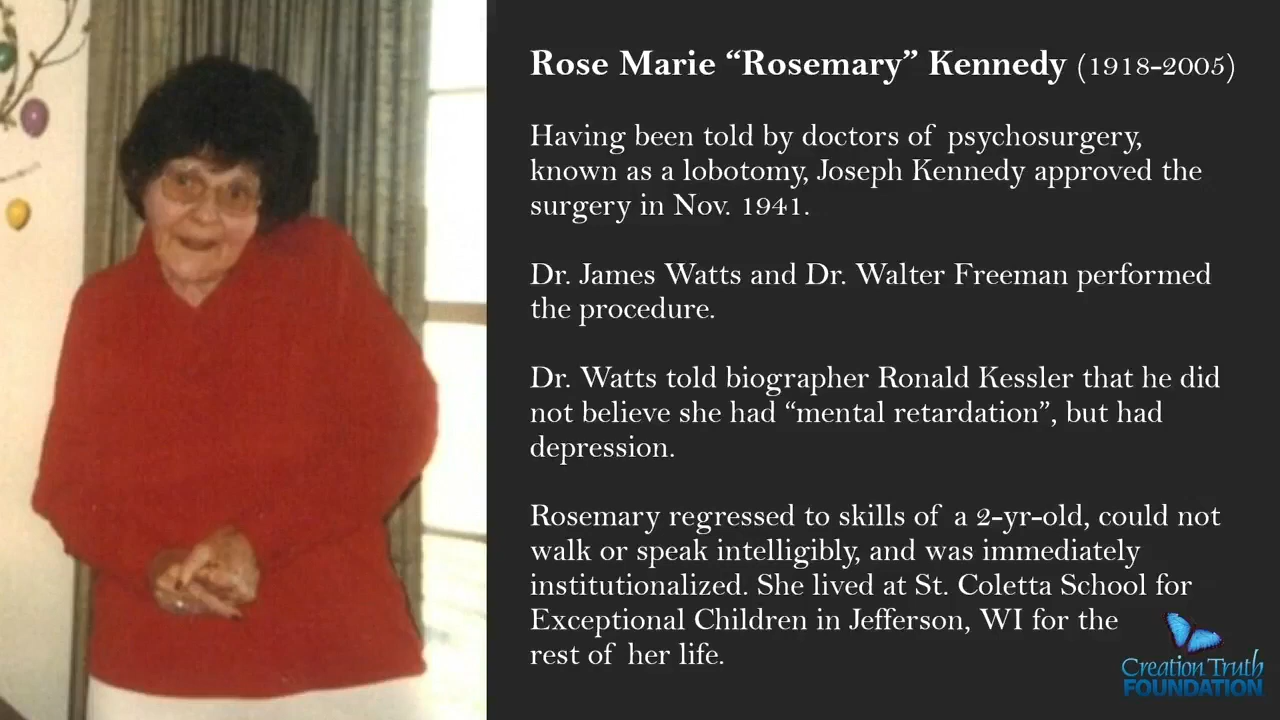 Rose Marie “Rosemary” Kennedy (1918-2005)
Having been told by doctors of psychosurgery,
known as a lobotomy, Joseph Kennedy approved the
surgery in Nov. 1941.
Dr. James Watts and Dr. Walter Freeman performed
the procedure.
Dr. Watts told biographer Ronald Kessler that he did
not believe she had “mental retardation”, but had
depression.
Rosemary regressed to skills of a 2-yr-old, could not
walk or speak intelligibly, and was immediately
institutionalized. She lived at St. Coletta School for
Exceptional Children in Jefferson, WI for the
rest of her life.
Creation Truth
FOUNDATION